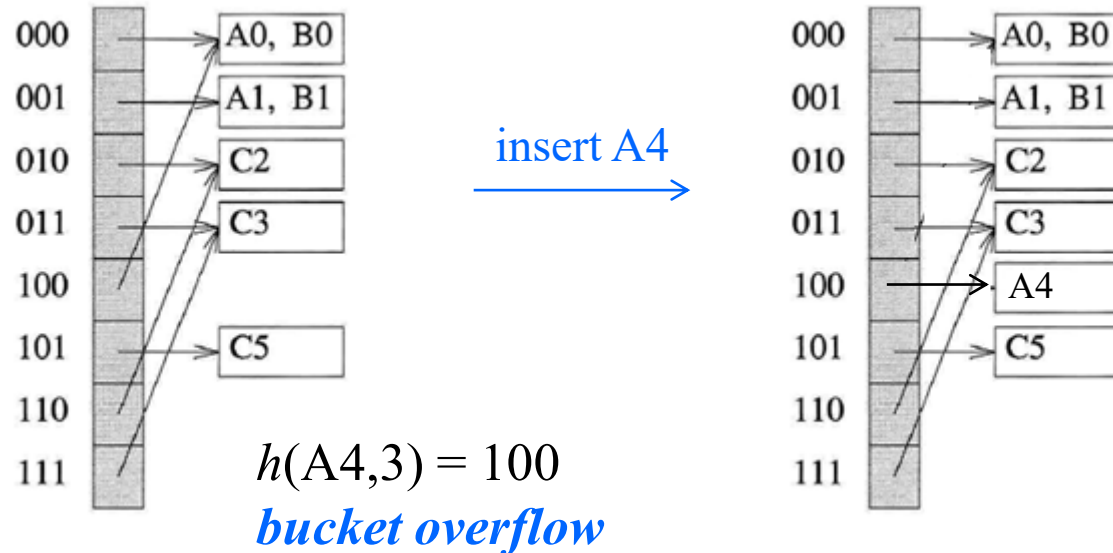 000 A0, B0
001 A1, B1
010 C2
011 C3
100
101 C5
110
111
insert A4
h(A4,3) = 100
bucket overflow
000 A0, B0
001 A1, B1
010 C2
011 C3
100 A4
101 C5
110
111